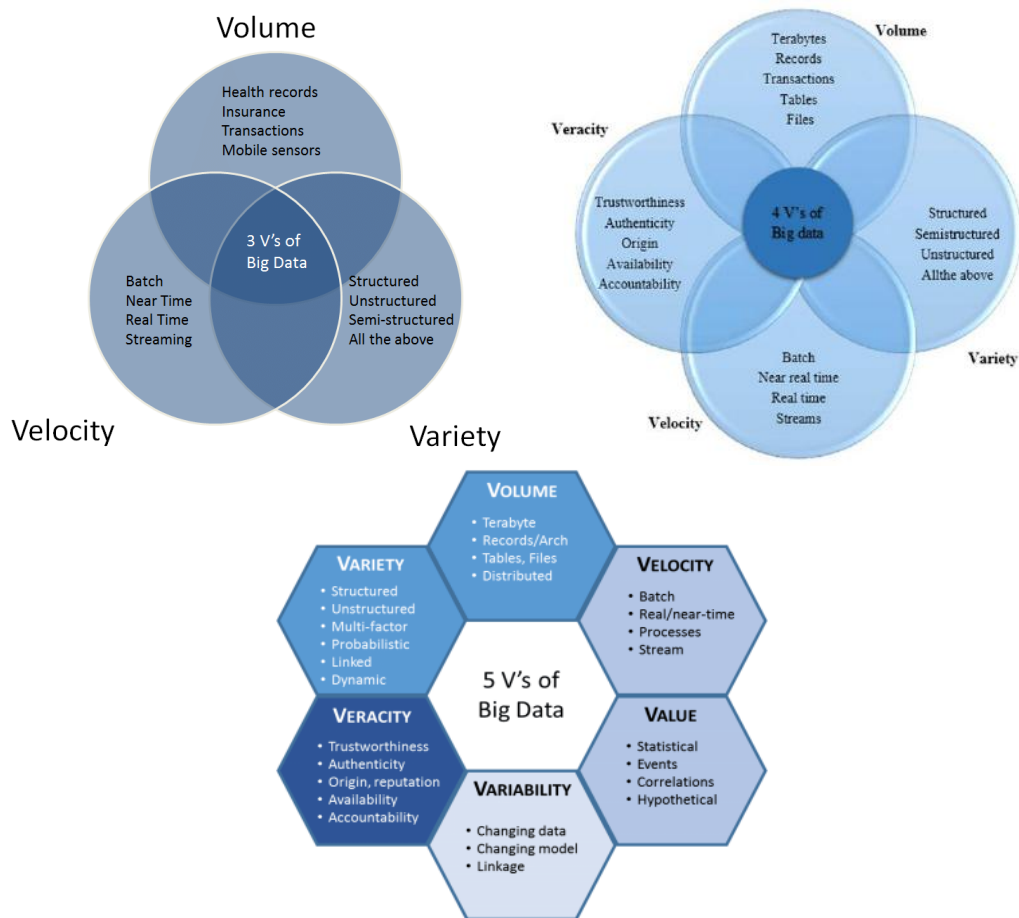 Volume
Health records
Insurance
Transactions
Mobile sensors
3 V's of
Big Data
Batch
Near Time
Real Time
Streaming
Structured
Unstructured
Semi-structured
All the above
Velocity
Variety
Volume
Terabytes
Records
Transactions
Tables
Files
Veracity
Trustworthiness
Authenticity
Origin
Availability
Accountability
4 V's of
Big data
Structured
Semistructured
Unstructured
Allthe above
Variety
Batch
Near real time
Real time
Streams
Velocity
VOLUME
• Terabyte
• Records/Arch
• Tables, Files
• Distributed
VARIETY
• Structured
• Unstructured
• Multi-factor
• Probabilistic
• Linked
• Dynamic
VELOCITY
• Batch
• Real/near-time
• Processes
• Stream
5 V's of
Big Data
VERACITY
• Trustworthiness
• Authenticity
• Origin, reputation
• Availability
• Accountability
VALUE
• Statistical
• Events
• Correlations
• Hypothetical
VARIABILITY
• Changing data
• Changing model
• Linkage